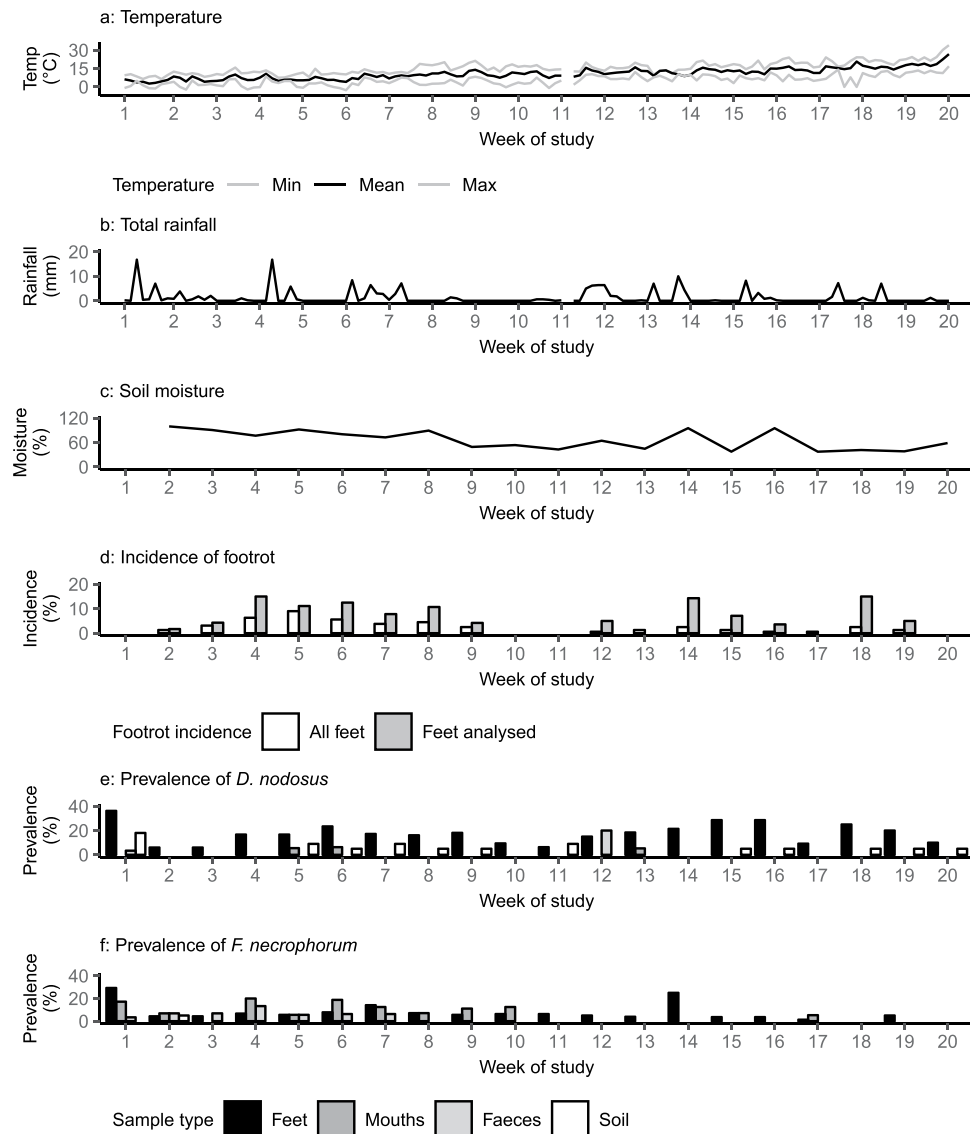 a: Temperature
Temp
(°C)
30
15
0
1 2 3 4 5 6 7 8 9 10 11 12 13 14 15 16 17 18 19 20
Week of study
Temperature Min Mean Max
b: Total rainfall
Rainfall
(mm)
20
10
0
1 2 3 4 5 6 7 8 9 10 11 12 13 14 15 16 17 18 19 20
Week of study
c: Soil moisture
Moisture
(%)
120
60
0
1 2 3 4 5 6 7 8 9 10 11 12 13 14 15 16 17 18 19 20
Week of study
d: Incidence of footrot
Incidence
(%)
20
10
0
1 2 3 4 5 6 7 8 9 10 11 12 13 14 15 16 17 18 19 20
Week of study
Footrot incidence All feet Feet analysed
e: Prevalence of D. nodosus
Prevalence
(%)
40
20
0
1 2 3 4 5 6 7 8 9 10 11 12 13 14 15 16 17 18 19 20
Week of study
f: Prevalence of F. necrophorum
Prevalence
(%)
40
20
0
1 2 3 4 5 6 7 8 9 10 11 12 13 14 15 16 17 18 19 20
Week of study
Sample type Feet Mouths Faeces Soil